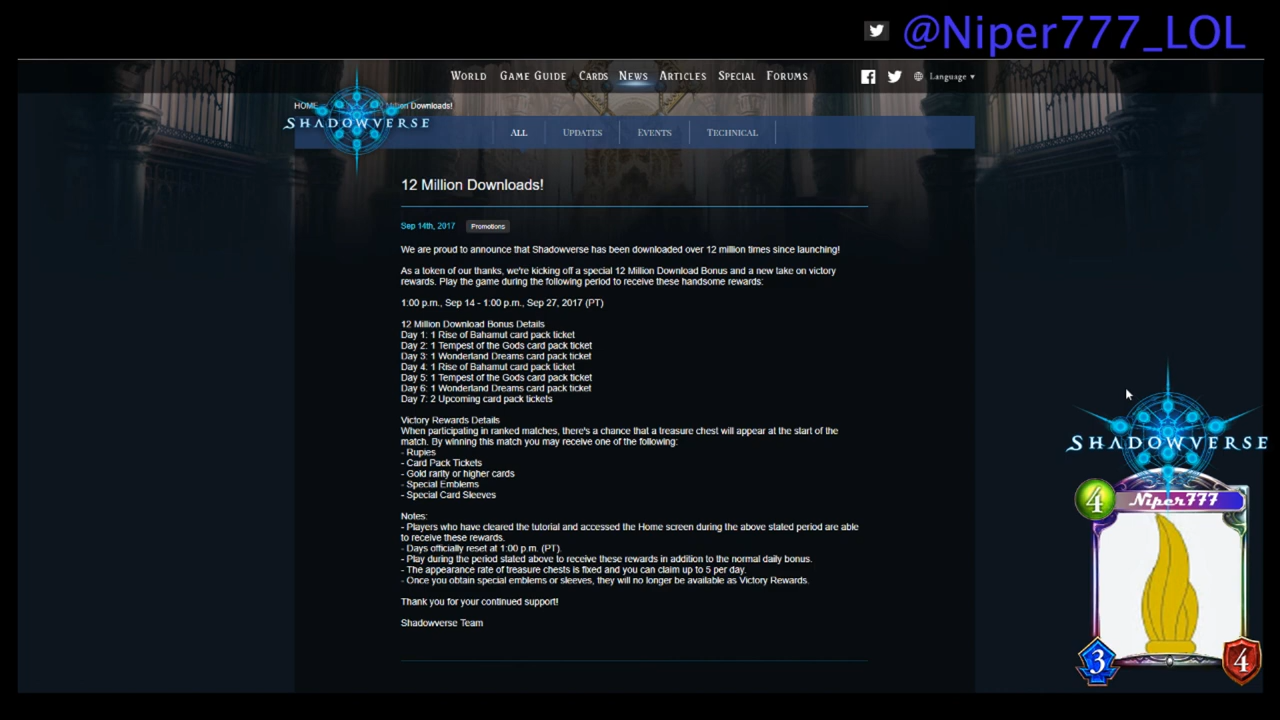 @Niper777_LOL
WORLD GAME GUIDE CARDS NEWS ARTICLES SPECIAL FORUMS Language
HOME Million Downloads!
SHADOWVERSE
ALL UPDATES EVENTS TECHNICAL
12 Million Downloads!
Sep 14th, 2017 Promotions
We are proud to announce that Shadowverse has been downloaded over 12 million times since launching!
As a token of our thanks, we're kicking off a special 12 Million Download Bonus and a new take on victory
rewards. Play the game during the following period to receive these handsome rewards:
1:00 p.m., Sep 14 - 1:00 p.m., Sep 27, 2017 (PT)
12 Million Download Bonus Details
Day 1: 1 Rise of Bahamut card pack ticket
Day 2: 1 Tempest of the Gods card pack ticket
Day 3: 1 Wonderland Dreams card pack ticket
Day 4: 1 Rise of Bahamut card pack ticket
Day 5: 1 Tempest of the Gods card pack ticket
Day 6: 1 Wonderland Dreams card pack ticket
Day 7: 2 Upcoming card pack tickets
Victory Rewards Details
When participating in ranked matches, there's a chance that a treasure chest will appear at the start of the
match. By winning this match you may receive one of the following:
- Rupies
- Card Pack Tickets
- Gold rarity or higher cards
- Special Emblems
- Special Card Sleeves
Notes:
- Players who have cleared the tutorial and accessed the Home screen during the above stated period are able
to receive these rewards.
- Days officially reset at 1:00 p.m. (PT).
- Play during the period stated above to receive these rewards in addition to the normal daily bonus.
- The appearance rate of treasure chests is fixed and you can claim up to 5 per day.
- Once you obtain special emblems or sleeves, they will no longer be available as Victory Rewards.
Thank you for your continued support!
Shadowverse Team
SHADOWVERSE
4 Niper777
3 4